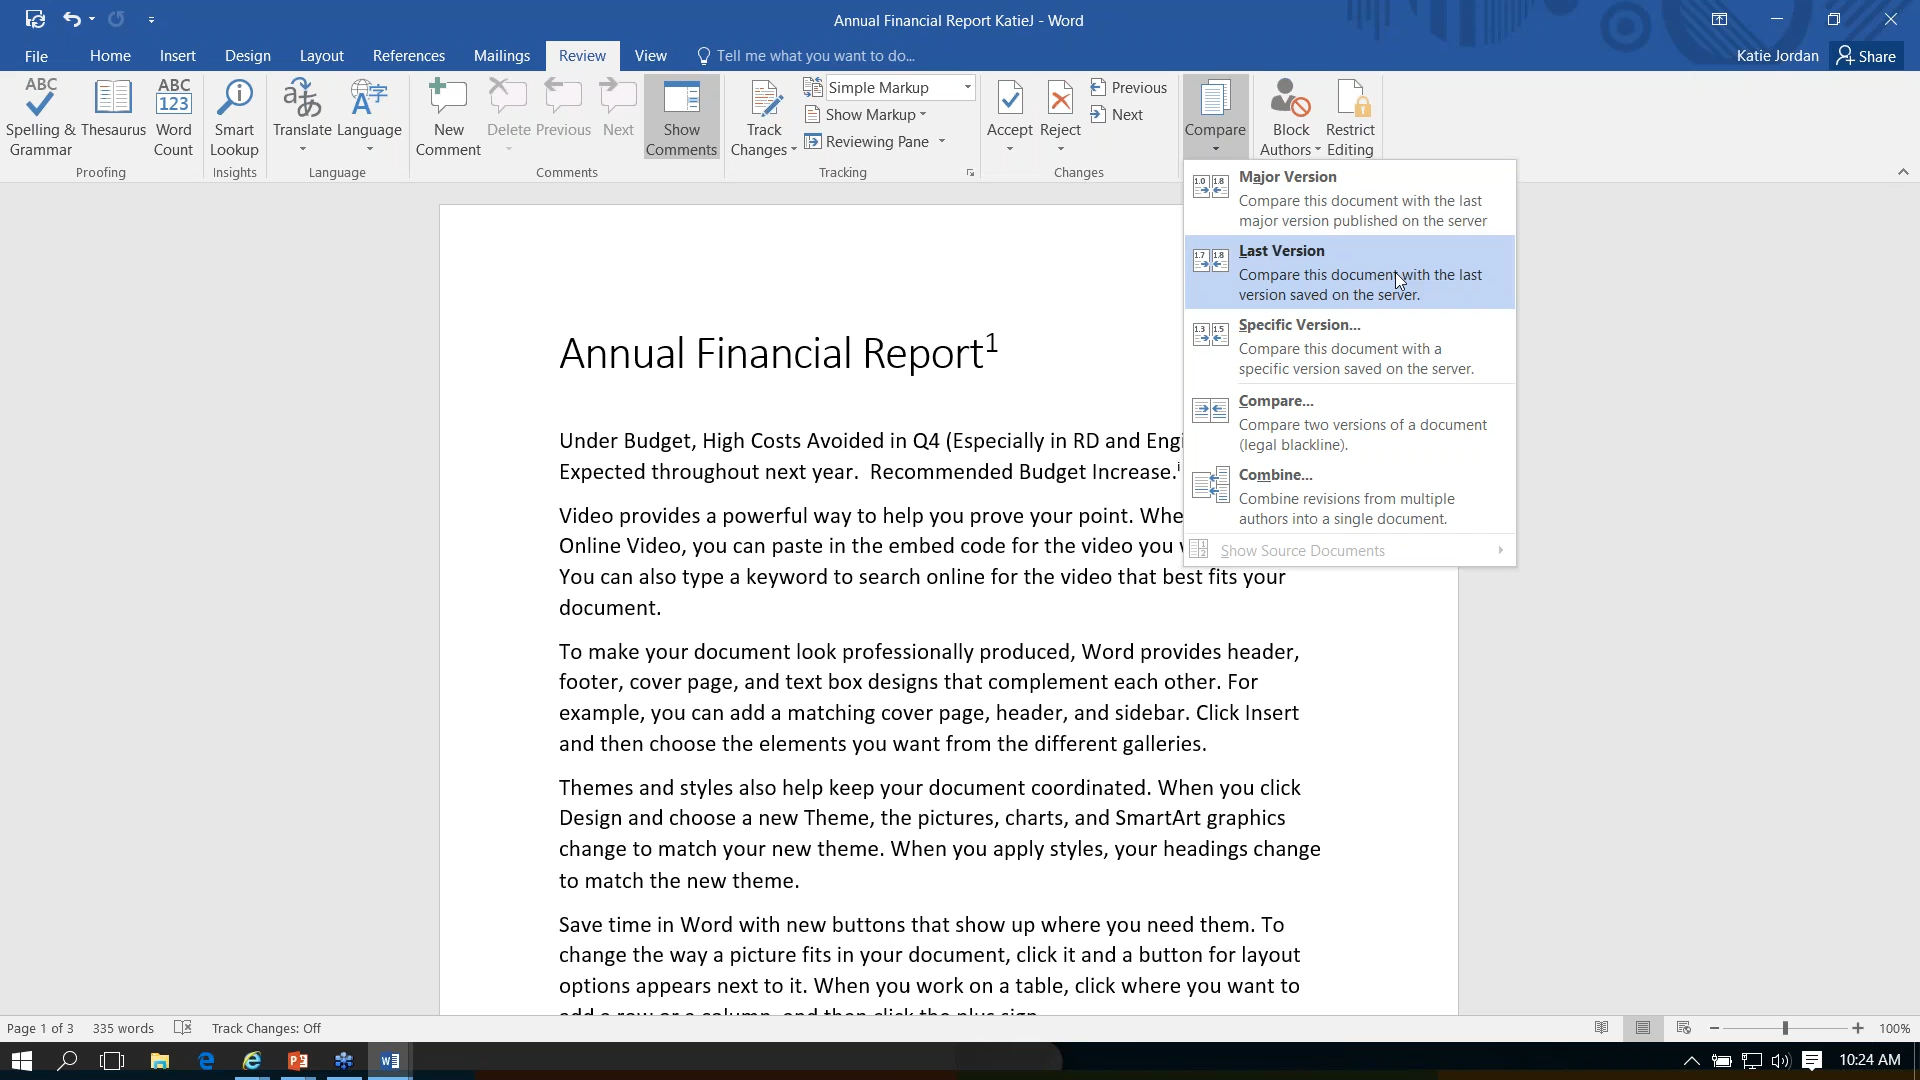 Annual Financial Report KatieJ - Word
File Home Insert Design Layout References Mailings Review View Tell me what you want to do...
Katie Jordan Share
ABC
Spelling &
Grammar
Thesaurus
ABC
123
Word
Count
Proofing
Smart
Lookup
Insights
Translate
Language
Language
New
Comment
Delete
Previous
Next
Show
Comments
Comments
Track
Changes
Simple Markup
Show Markup
Reviewing Pane
Tracking
Accept
Reject
Previous
Next
Changes
Compare
Block
Authors
Restrict
Editing
1.0 1.8
Major Version
Compare this document with the last
major version published on the server
1.7 1.8
Last Version
Compare this document with the last
version saved on the server.
1.3 1.5
Specific Version...
Compare this document with a
specific version saved on the server.
Compare...
Compare two versions of a document
(legal blackline).
Combine...
Combine revisions from multiple
authors into a single document.
Show Source Documents
Annual Financial Report1
Under Budget, High Costs Avoided in Q4 (Especially in RD and Engi
Expected throughout next year.  Recommended Budget Increase.i
Video provides a powerful way to help you prove your point. Whe
Online Video, you can paste in the embed code for the video you
You can also type a keyword to search online for the video that best fits your
document.
To make your document look professionally produced, Word provides header,
footer, cover page, and text box designs that complement each other. For
example, you can add a matching cover page, header, and sidebar. Click Insert
and then choose the elements you want from the different galleries.
Themes and styles also help keep your document coordinated. When you click
Design and choose a new Theme, the pictures, charts, and SmartArt graphics
change to match your new theme. When you apply styles, your headings change
to match the new theme.
Save time in Word with new buttons that show up where you need them. To
change the way a picture fits in your document, click it and a button for layout
options appears next to it. When you work on a table, click where you want to
add a row or a column, and then click the plus sign.
Page 1 of 3 335 words Track Changes: Off 100%
10:24 AM